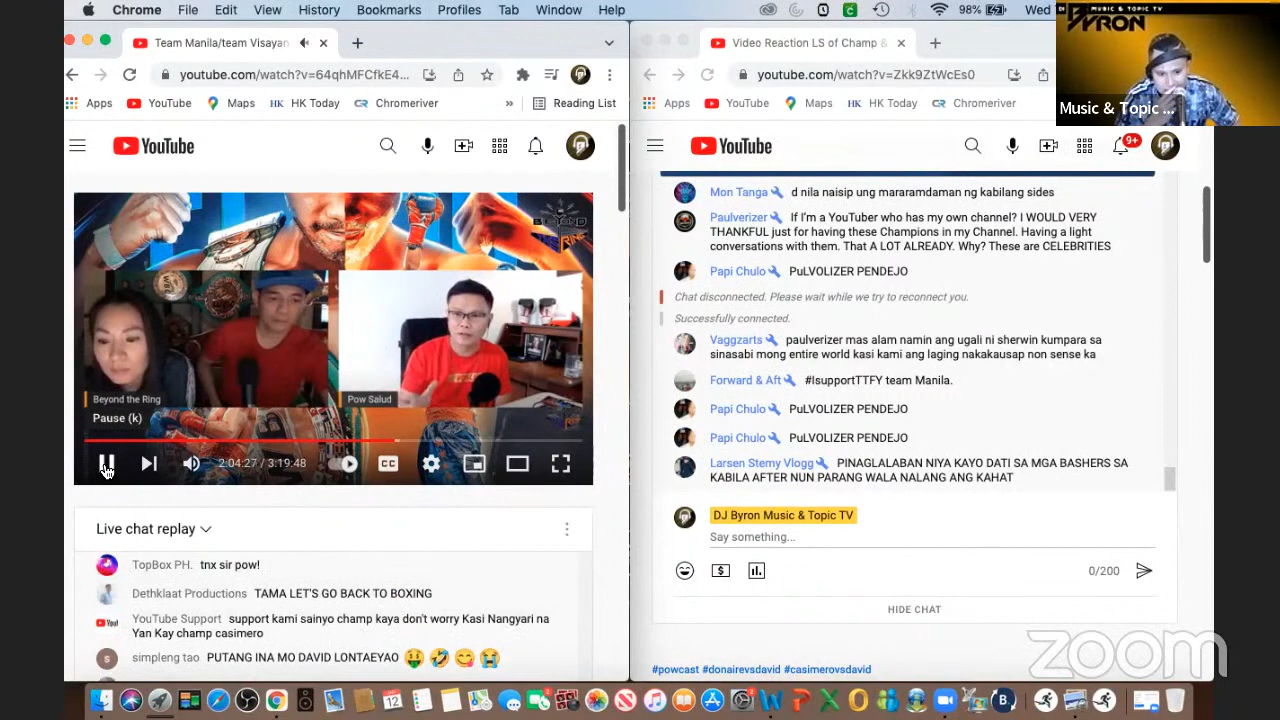 Chrome File Edit View History Bookmarks Profiles Tab Window Help
98% Wed
MUSIC & TOPIC TV
BYRON
Music & Topic ...
Team Manila/team Visayan
Video Reaction LS of Champ &
youtube.com/watch?v=64qhMFCfkE4...
youtube.com/watch?v=Zkk9ZtWcEs0
Apps YouTube Maps HK HK Today CR Chromeriver » Reading List
Apps YouTube Maps HK HK Today CR Chromeriver
YouTube
YouTube
9+
BEYOND
THE RING
Beyond the Ring
Pow Salud
Pause (k)
2:04:27 / 3:19:48
CC
Live chat replay
TopBox PH. tnx sir pow!
Dethklaat Productions TAMA LET'S GO BACK TO BOXING
YouTube Support support kami sainyo champ kaya don't worry Kasi Nangyari na
Yan Kay champ casimero
simpleng tao PUTANG INA MO DAVID LONTAEYAO 🤑🤣😋😭
Mon Tanga d nila naisip ung mararamdaman ng kabilang sides
Paulverizer If I'm a YouTuber who has my own channel? I WOULD VERY
THANKFUL just for having these Champions in my Channel. Having a light
conversations with them. That A LOT ALREADY. Why? These are CELEBRITIES
Papi Chulo PuLVOLIZER PENDEJO
Chat disconnected. Please wait while we try to reconnect you.
Successfully connected.
Vaggzarts paulverizer mas alam namin ang ugali ni sherwin kumpara sa
sinasabi mong entire world kasi kami ang laging nakakausap non sense ka
Forward & Aft #IsupportTTFY team Manila.
Papi Chulo PuLVOLIZER PENDEJO
Papi Chulo PuLVOLIZER PENDEJO
Larsen Stemy Vlogg PINAGLALABAN NIYA KAYO DATI SA MGA BASHERS SA
KABILA AFTER NUN PARANG WALA NALANG ANG KAHAT
DJ Byron Music & Topic TV
Say something...
0/200
HIDE CHAT
#powcast #donairevsdavid #casimerovsdavid
zoom